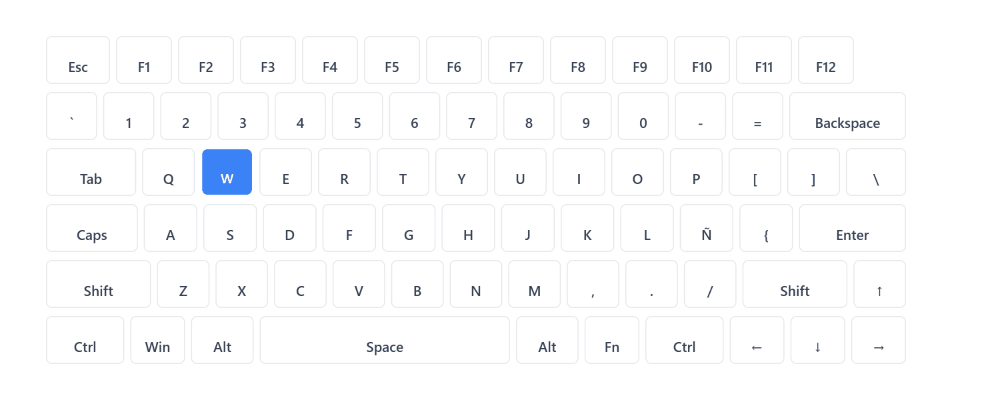 Esc F1 F2 F3 F4 F5 F6 F7 F8 F9 F10 F11 F12
` 1 2 3 4 5 6 7 8 9 0 - = Backspace
Tab Q W E R T Y U I O P [ ] \
Caps A S D F G H J K L Ñ { Enter
Shift Z X C V B N M , . / Shift ↑
Ctrl Win Alt Space Alt Fn Ctrl ← ↓ →